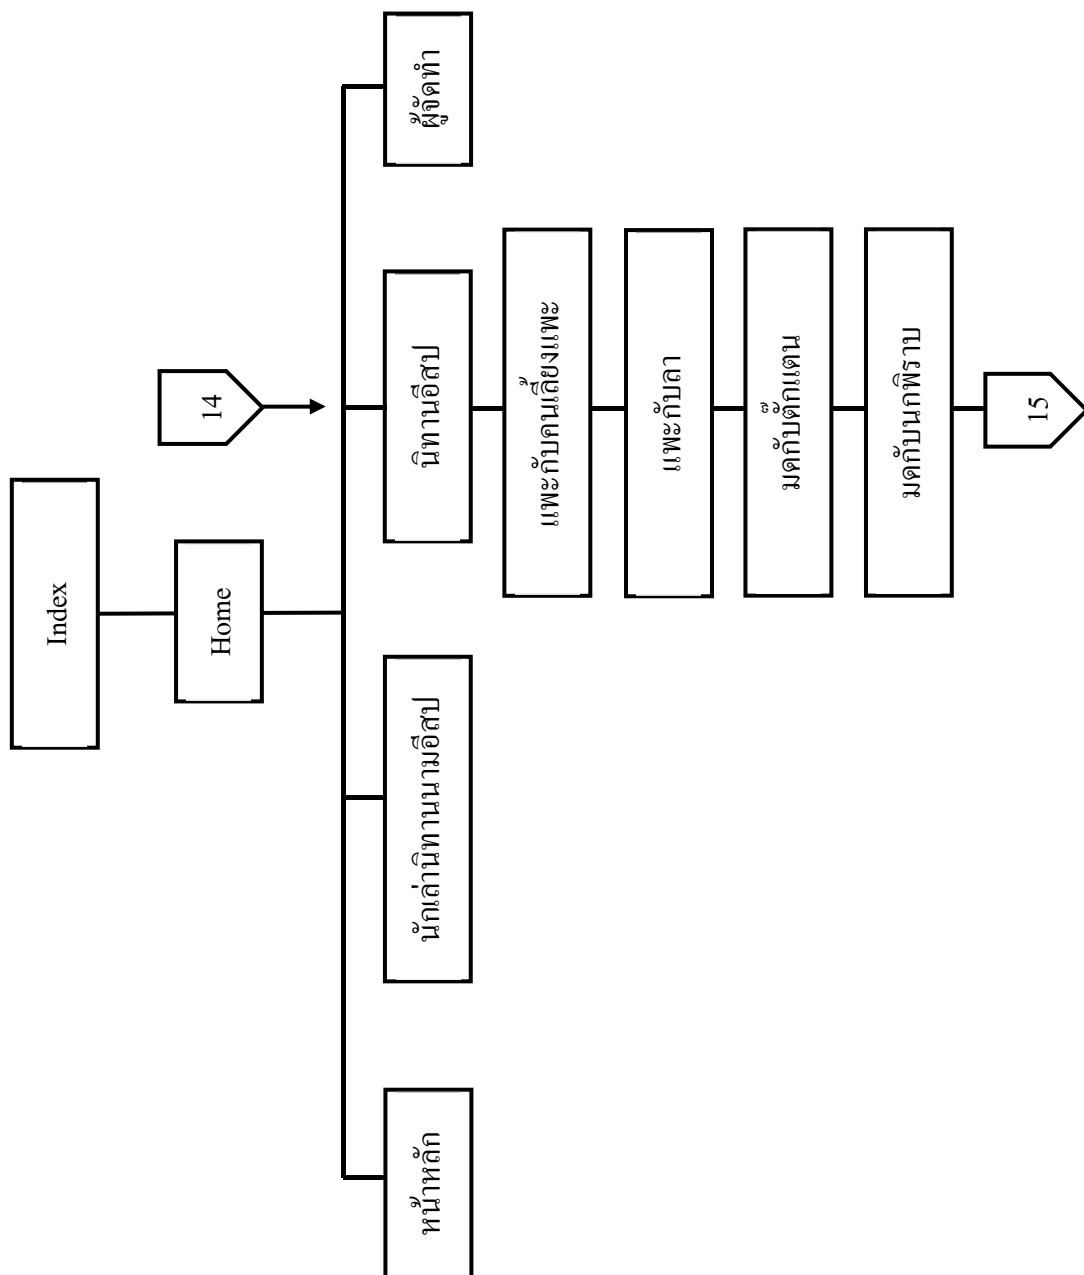 Index
Home
14
หน้าหลัก
นักเล่านิทานนามอีสป
นิทานอีสป
ผู้จัดทำ
แพะกับคนเลี้ยงแพะ
แพะกับลา
มดกับตั๊กแตน
มดกับนกพิราบ
15